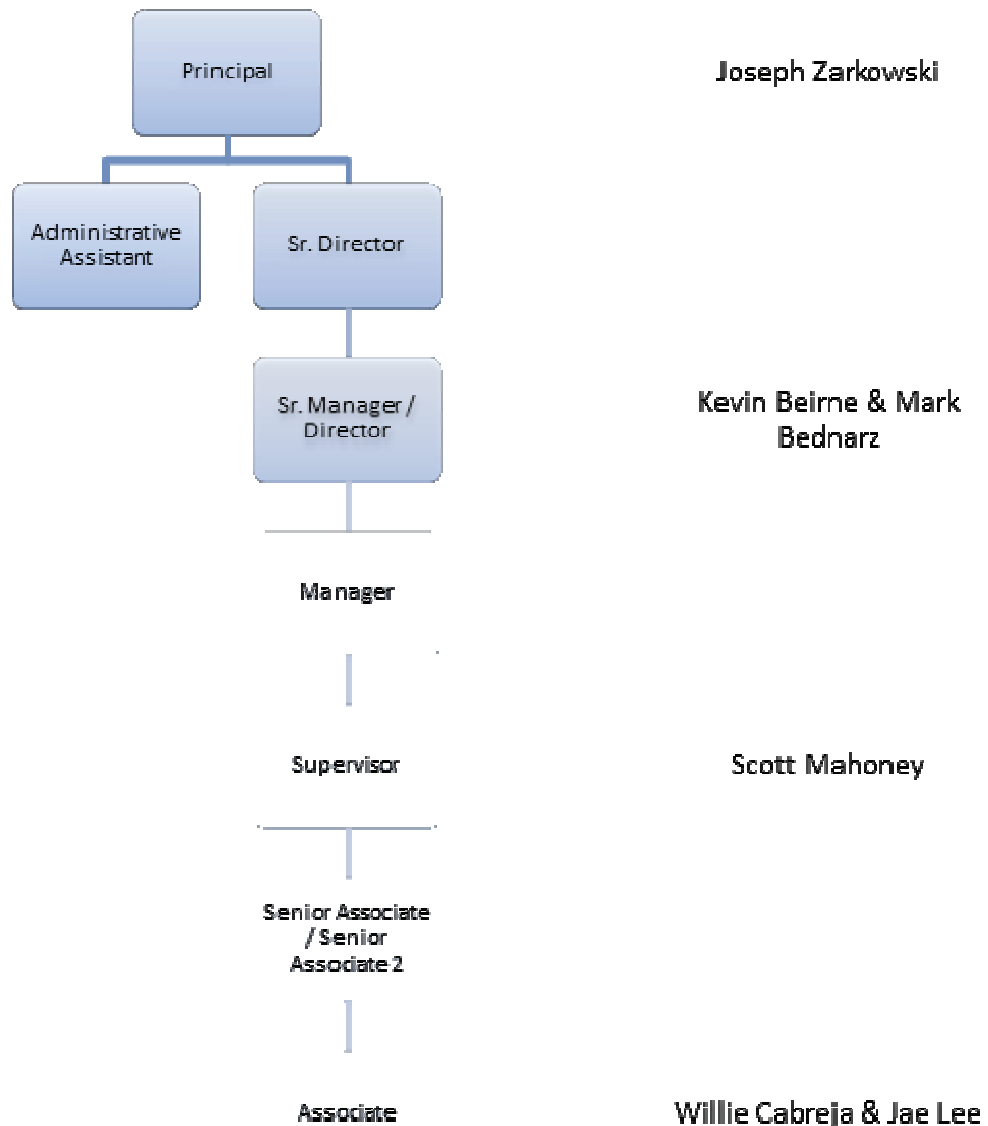 Principal
Joseph Zarkowski
Administrative
Assistant
Sr. Director
Sr. Manager /
Director
Kevin Beirne & Mark
Bednarz
Manager
Supervisor
Scott Mahoney
Senior Associate
/ Senior
Associate 2
Associate
Willie Cabreja & Jae Lee